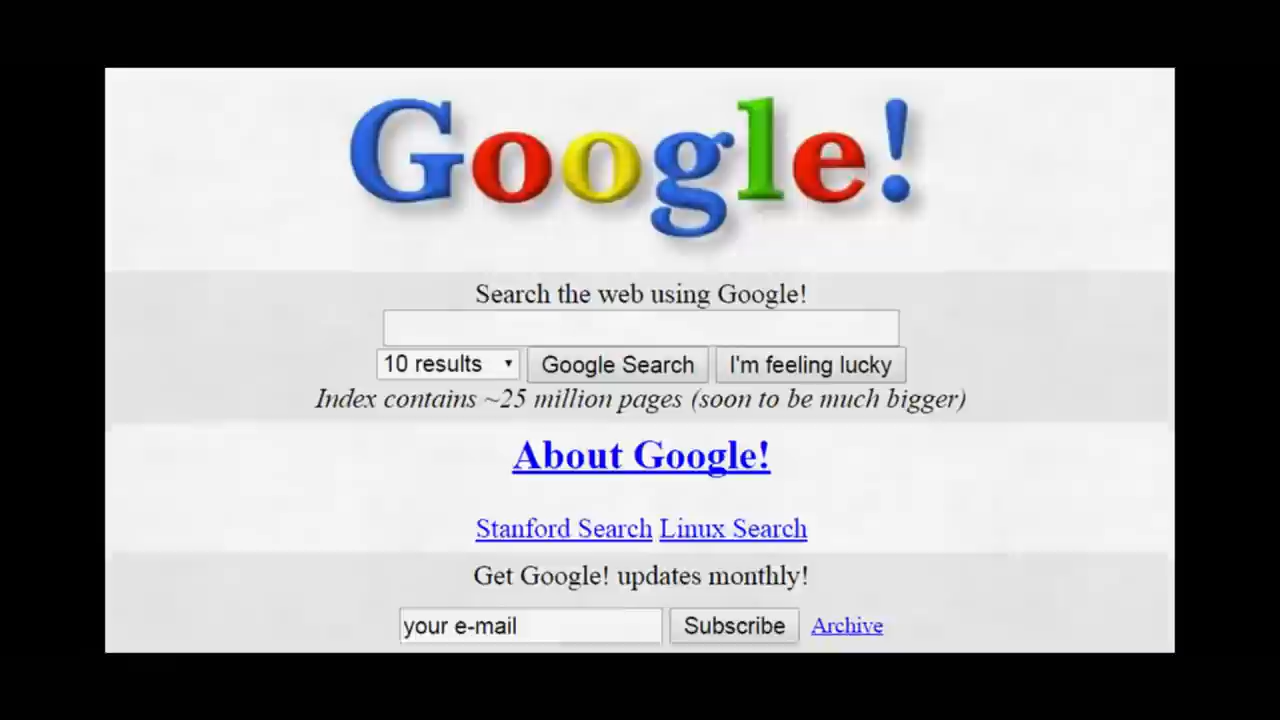 Google!
Search the web using Google!
10 results Google Search I'm feeling lucky
Index contains ~25 million pages (soon to be much bigger)
About Google!
Stanford Search Linux Search
Get Google! updates monthly!
your e-mail Subscribe Archive